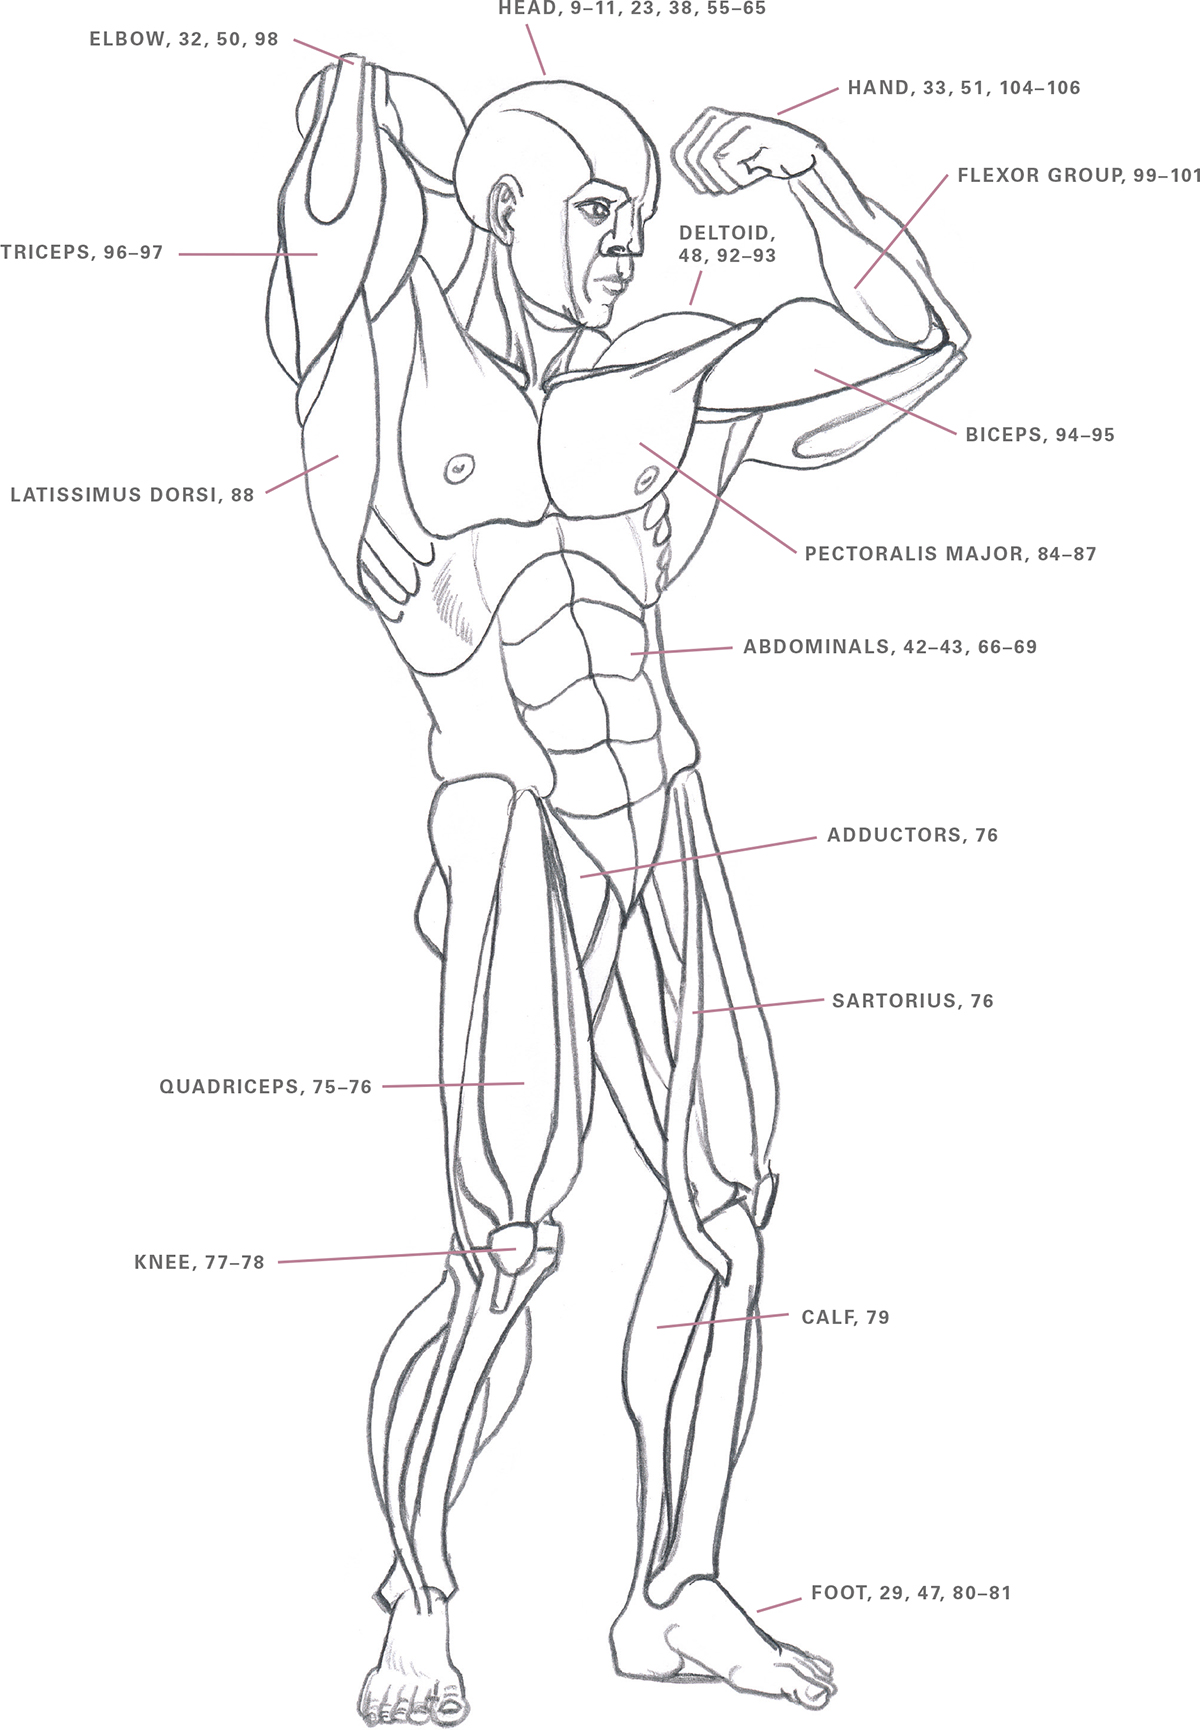 HEAD, 9–11, 23, 38, 55–65
ELBOW, 32, 50, 98
HAND, 33, 51, 104–106
FLEXOR GROUP, 99–101
DELTOID,
48, 92–93
TRICEPS, 96–97
BICEPS, 94–95
LATISSIMUS DORSI, 88
PECTORALIS MAJOR, 84–87
ABDOMINALS, 42–43, 66–69
ADDUCTORS, 76
SARTORIUS, 76
QUADRICEPS, 75–76
KNEE, 77–78
CALF, 79
FOOT, 29, 47, 80–81